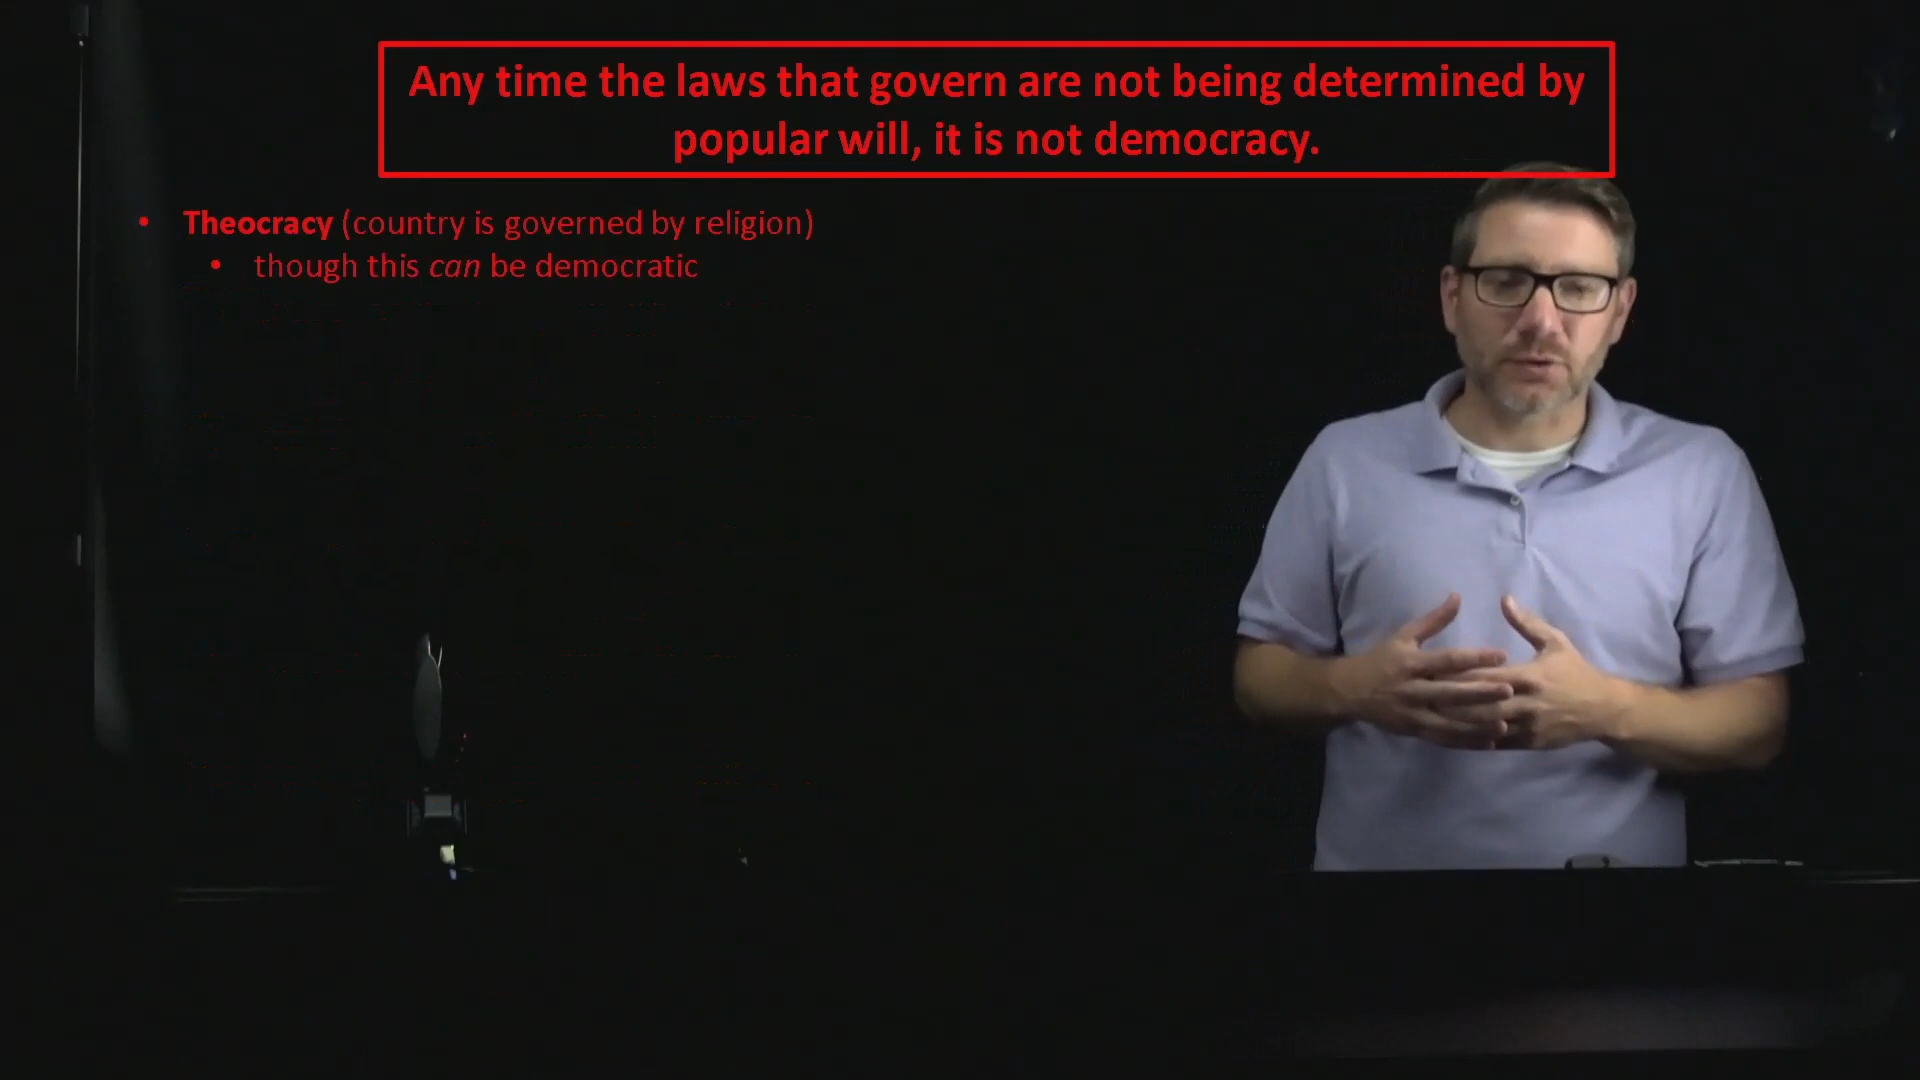 Any time the laws that govern are not being determined by
popular will, it is not democracy.
• Theocracy (country is governed by religion)
• though this can be democratic